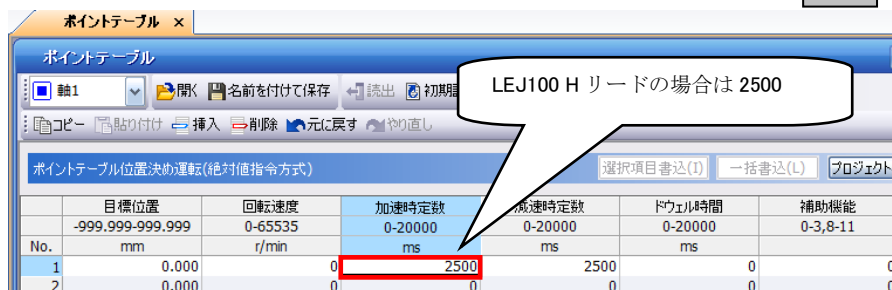 ポイントテーブル ×
ポイントテーブル
軸1 開く 名前を付けて保存 読出
LEJ100 H リードの場合は 2500
コピー 貼り付け 挿入 削除 元に戻す やり直し
ポイントテーブル位置決め運転(絶対値指令方式) 選択項目書込(I) 一括書込(L) プロジェクト
目標位置 回転速度 加速時定数 減速時定数 ドウェル時間 補助機能
-999.999-999.999 0-65535 0-20000 0-20000 0-20000 0-3,8-11
No. mm r/min ms ms ms
1 0.000 0 2500 2500 0 0
2 0.000 0 0 0 0 0